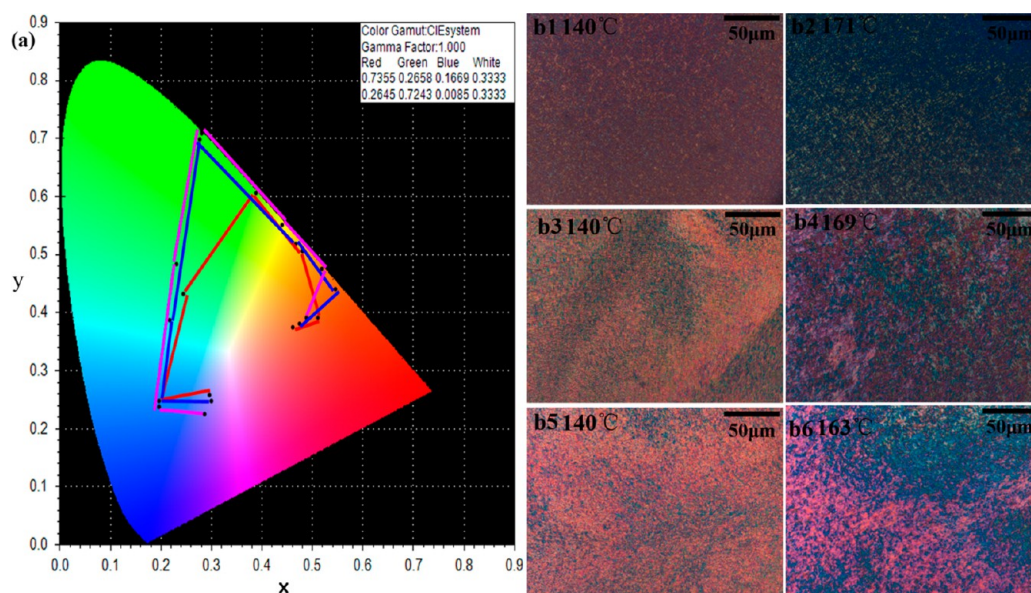 (a)
Color Gamut:CIEsystem
Gamma Factor:1.000
Red Green Blue White
0.7355 0.2658 0.1669 0.3333
0.2645 0.7243 0.0085 0.3333
0.9
0.8
0.7
0.6
0.5
0.4
0.3
0.2
0.1
0.0
y
0.0 0.1 0.2 0.3 0.4 0.5 0.6 0.7 0.8 0.9
x
b1 140℃
50μm
b2 171℃
50μm
b3 140℃
50μm
b4 169℃
50μm
b5 140℃
50μm
b6 163℃
50μm